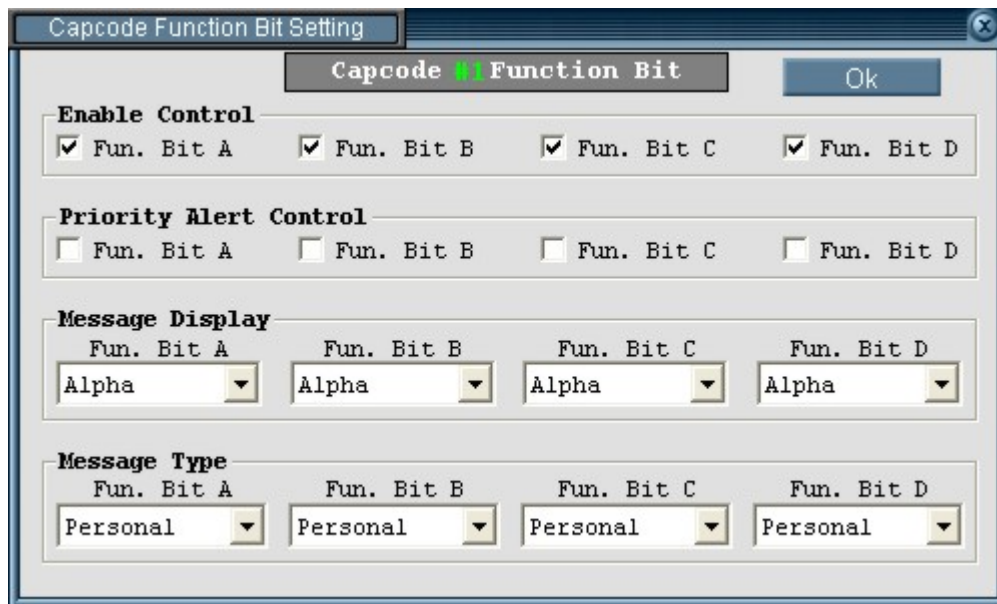 Capcode Function Bit Setting
Capcode #1 Function Bit
Ok
Enable Control
Fun. Bit A Fun. Bit B Fun. Bit C Fun. Bit D
Priority Alert Control
Fun. Bit A Fun. Bit B Fun. Bit C Fun. Bit D
Message Display
Fun. Bit A Fun. Bit B Fun. Bit C Fun. Bit D
Alpha Alpha Alpha Alpha
Message Type
Fun. Bit A Fun. Bit B Fun. Bit C Fun. Bit D
Personal Personal Personal Personal